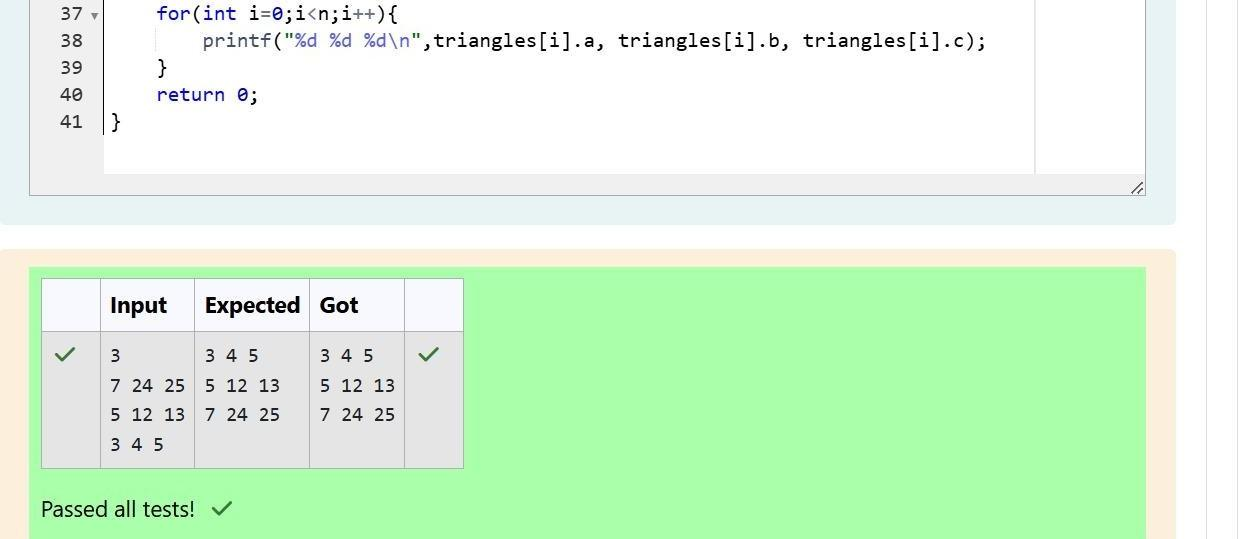 37 for(int i=0;i<n;i++){
38 printf("%d %d %d\n",triangles[i].a, triangles[i].b, triangles[i].c);
39 }
40 return 0;
41 }
Input Expected Got
3 3 4 5 3 4 5
7 24 25 5 12 13 5 12 13
5 12 13 7 24 25 7 24 25
3 4 5
Passed all tests!